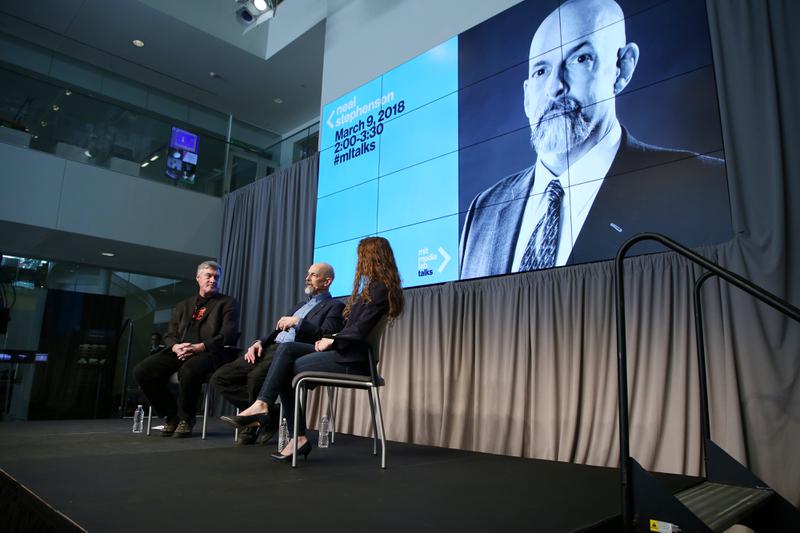 neal
stephenson
March 9, 2018
2:00-3:30
#mltalks
mit
media
lab
talks